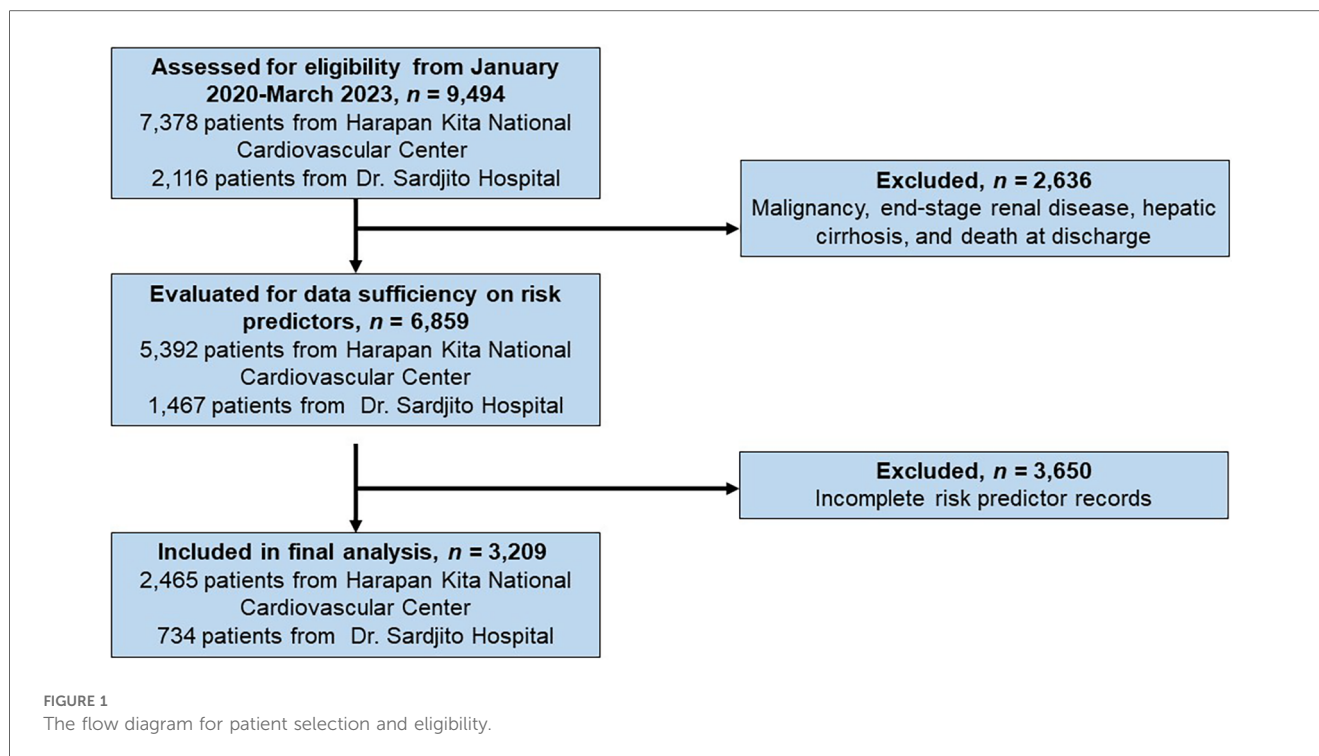 Assessed for eligibility from January
2020-March 2023, n = 9,494
7,378 patients from Harapan Kita National
Cardiovascular Center
2,116 patients from Dr. Sardjito Hospital
Excluded, n = 2,636
Malignancy, end-stage renal disease, hepatic
cirrhosis, and death at discharge
Evaluated for data sufficiency on risk
predictors, n = 6,859
5,392 patients from Harapan Kita National
Cardiovascular Center
1,467 patients from Dr. Sardjito Hospital
Excluded, n = 3,650
Incomplete risk predictor records
Included in final analysis, n = 3,209
2,465 patients from Harapan Kita National
Cardiovascular Center
734 patients from Dr. Sardjito Hospital
FIGURE 1
The flow diagram for patient selection and eligibility.